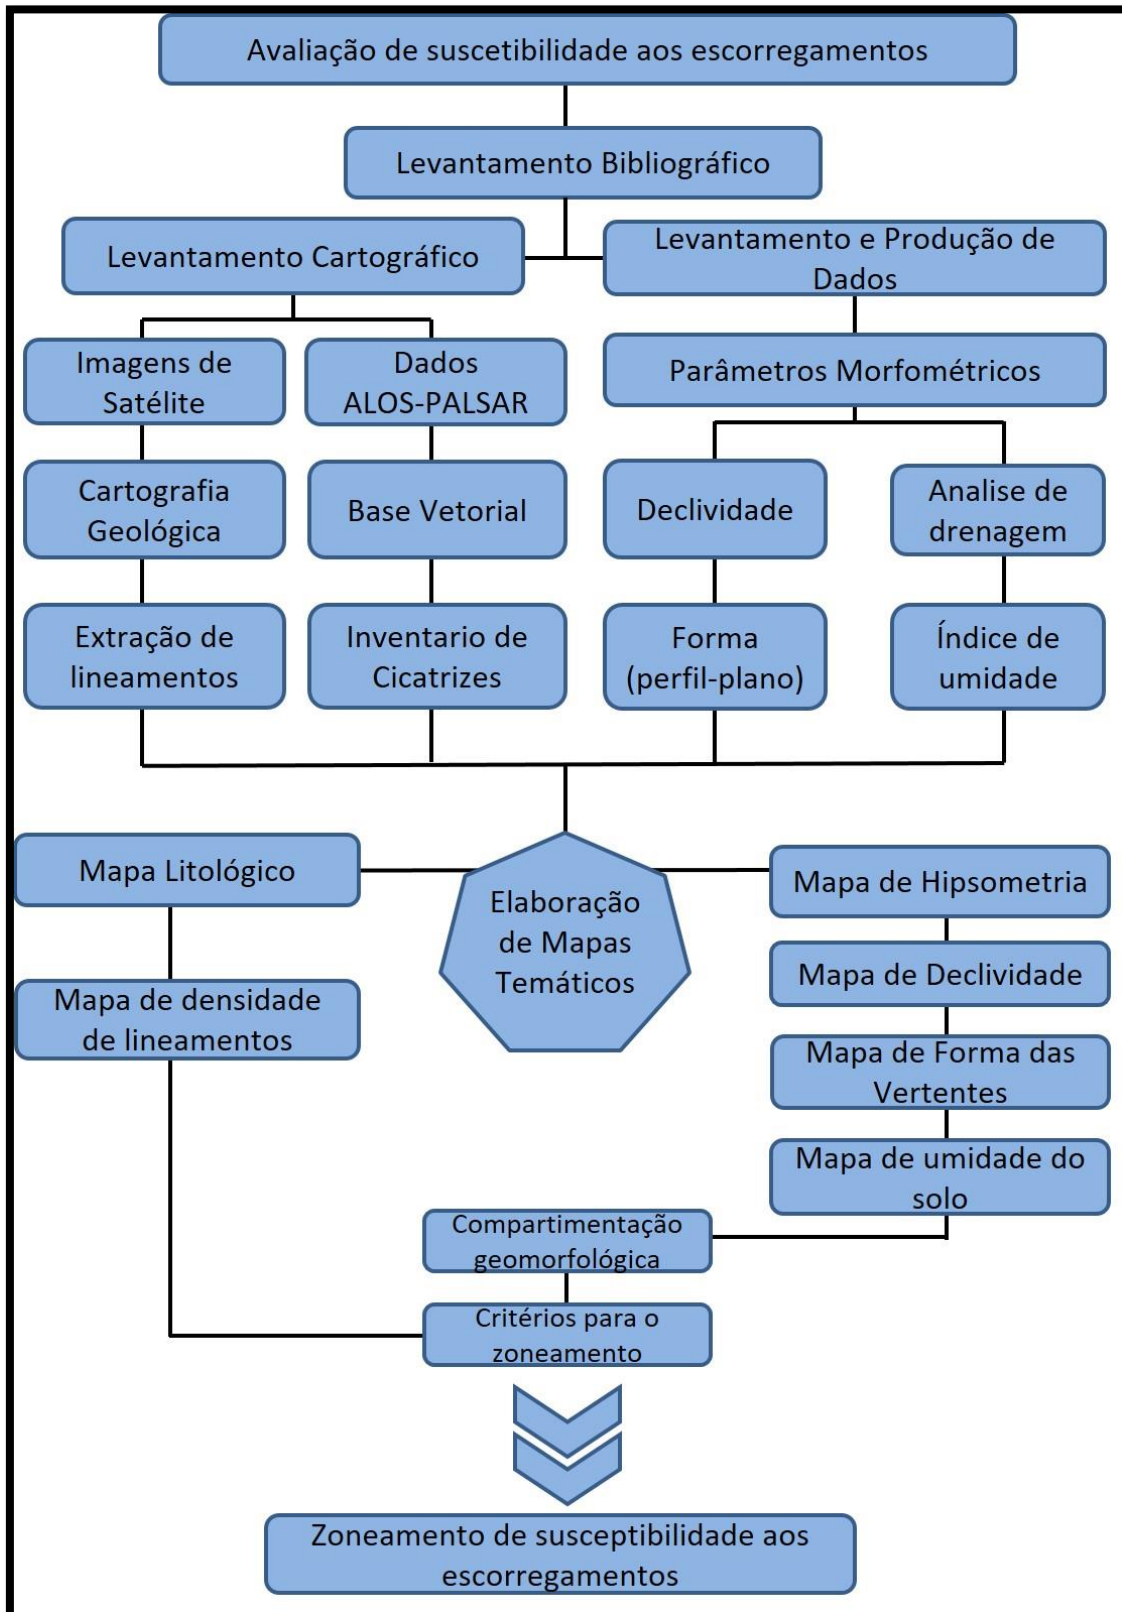 Avaliação de suscetibilidade aos escorregamentos
Levantamento Bibliográfico
Levantamento Cartográfico
Levantamento e Produção de
Dados
Imagens de
Satélite
Dados
ALOS-PALSAR
Parâmetros Morfométricos
Cartografia
Geológica
Base Vetorial
Declividade
Analise de
drenagem
Extração de
lineamentos
Inventario de
Cicatrizes
Forma
(perfil-plano)
Índice de
umidade
Mapa Litológico
Elaboração
de Mapas
Temáticos
Mapa de Hipsometria
Mapa de densidade
de lineamentos
Mapa de Declividade
Mapa de Forma das
Vertentes
Mapa de umidade do
solo
Compartimentação
geomorfológica
Critérios para o
zoneamento
Zoneamento de susceptibilidade aos
escorregamentos